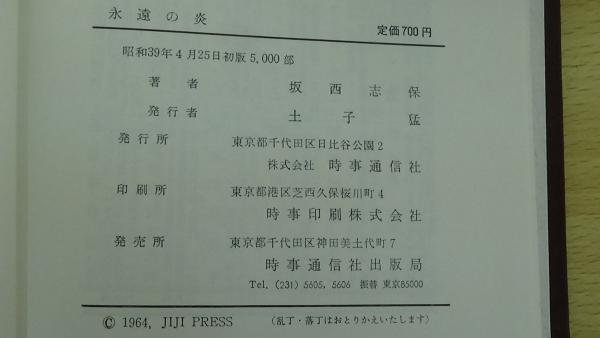 永遠の炎
定価700円
昭和39年4月25日初版5,000部
著者 坂西志保
発行者 土子猛
発行所 東京都千代田区日比谷公園2
株式会社 時事通信社
印刷所 東京都港区芝西久保桜川町4
時事印刷株式会社
発売所 東京都千代田区神田美土代町7
時事通信社出版局
Tel. (231) 5605, 5606 振替 東京85000
© 1964, JIJI PRESS (乱丁・落丁はおとりかえいたします)